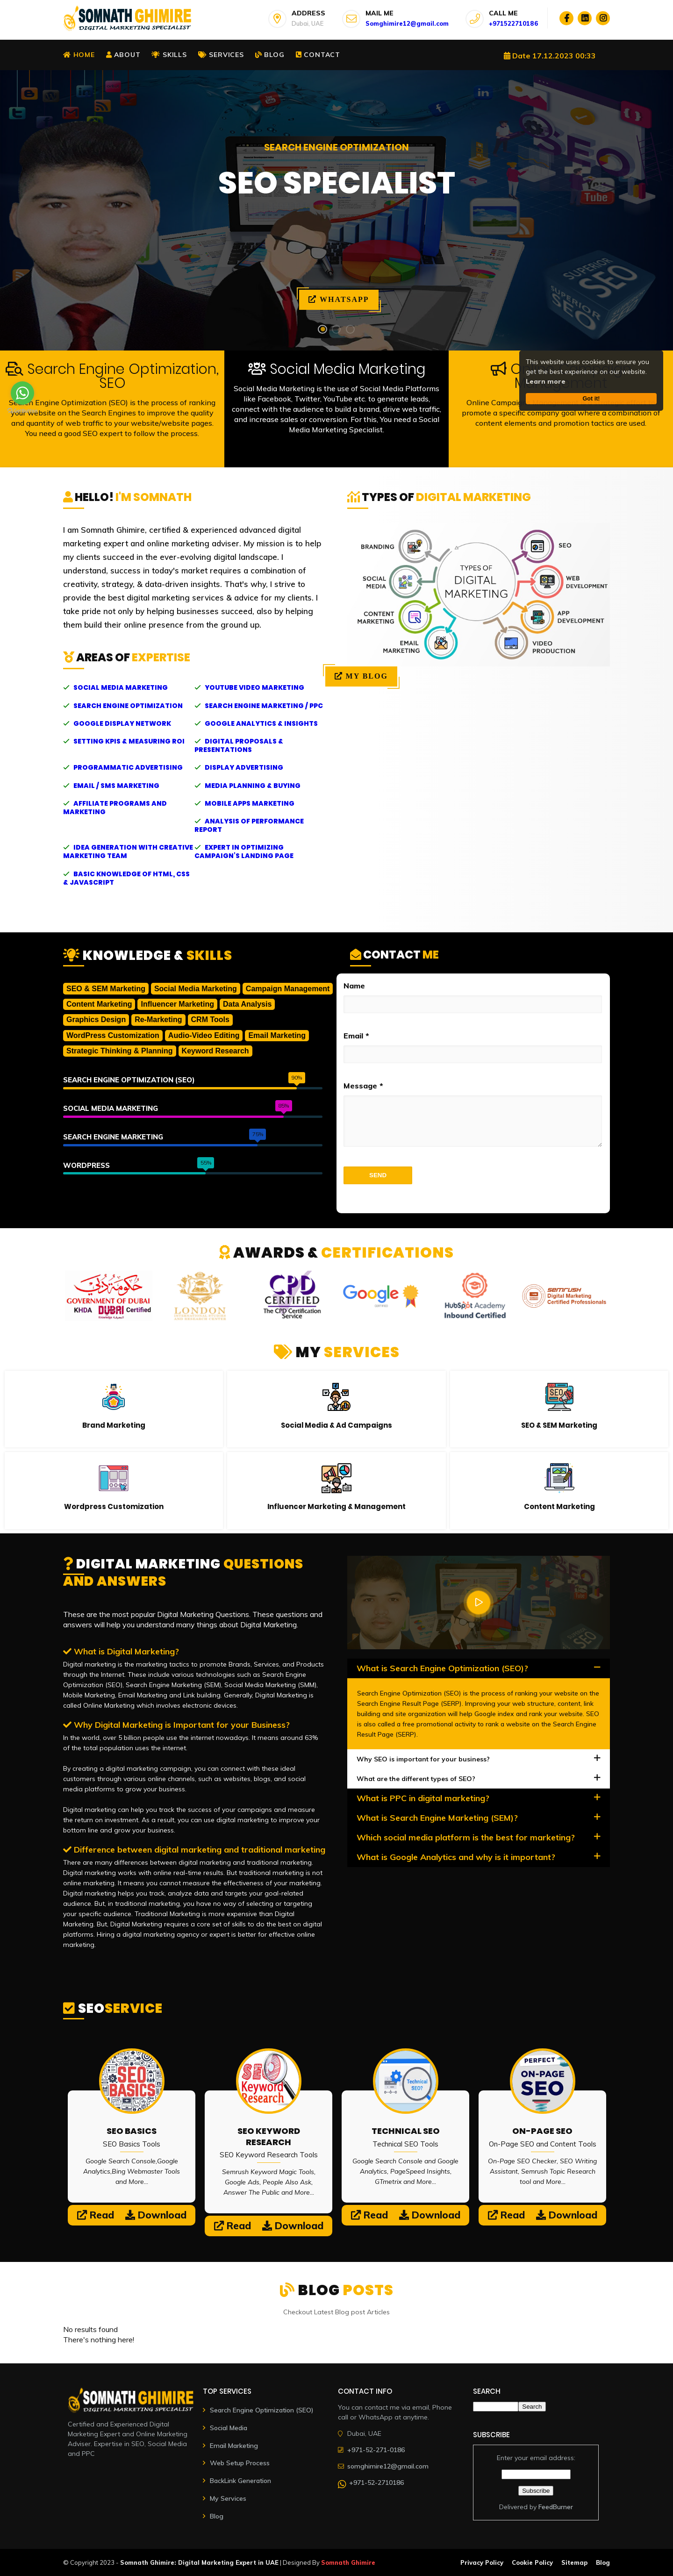 SOMNATH GHIMIRE
DIGITAL MARKETING SPECIALIST
ADDRESS
Dubai, UAE
MAIL ME
Somghimire12@gmail.com
CALL ME
+971522710186
HOME
ABOUT
SKILLS
SERVICES
BLOG
CONTACT
Date 17.12.2023 00:33
SEARCH ENGINE OPTIMIZATION
SEO SPECIALIST
WHATSAPP
Search Engine Optimization, SEO
Search Engine Optimization (SEO) is the process of ranking
website on the Search Engines to improve the quality
and quantity of web traffic to your website/website pages.
You need a good SEO expert to follow the process.
Social Media Marketing
Social Media Marketing is the use of Social Media Platforms
like Facebook, Twitter, YouTube etc. to generate leads,
connect with the audience to build a brand, drive web traffic,
and increase sales or conversion. For this, You need a Social
Media Marketing Specialist.
This website uses cookies to ensure you
get the best experience on our website.
Learn more
Got it!
promote a specific company goal where a combination of
content elements and promotion tactics are used.
HELLO! I'M SOMNATH
I am Somnath Ghimire, certified & experienced advanced digital
marketing expert and online marketing adviser. My mission is to help
my clients succeed in the ever-evolving digital landscape. I
understand, success in today's market requires a combination of
creativity, strategy, & data-driven insights. That's why, I strive to
provide the best digital marketing services & advice for my clients. I
take pride not only by helping businesses succeed, also by helping
them build their online presence from the ground up.
TYPES OF DIGITAL MARKETING
BRANDING
SOCIAL MEDIA
CONTENT MARKETING
EMAIL MARKETING
TYPES OF DIGITAL MARKETING
SEO
WEB DEVELOPMENT
APP DEVELOPMENT
VIDEO PRODUCTION
MY BLOG
AREAS OF EXPERTISE
SOCIAL MEDIA MARKETING
YOUTUBE VIDEO MARKETING
SEARCH ENGINE OPTIMIZATION
SEARCH ENGINE MARKETING / PPC
GOOGLE DISPLAY NETWORK
GOOGLE ANALYTICS & INSIGHTS
SETTING KPIS & MEASURING ROI
DIGITAL PROPOSALS &
PRESENTATIONS
PROGRAMMATIC ADVERTISING
DISPLAY ADVERTISING
EMAIL / SMS MARKETING
MEDIA PLANNING & BUYING
AFFILIATE PROGRAMS AND
MARKETING
MOBILE APPS MARKETING
ANALYSIS OF PERFORMANCE
REPORT
IDEA GENERATION WITH CREATIVE
MARKETING TEAM
EXPERT IN OPTIMIZING
CAMPAIGN'S LANDING PAGE
BASIC KNOWLEDGE OF HTML, CSS
& JAVASCRIPT
KNOWLEDGE & SKILLS
SEO & SEM Marketing
Social Media Marketing
Campaign Management
Content Marketing
Influencer Marketing
Data Analysis
Graphics Design
Re-Marketing
CRM Tools
WordPress Customization
Audio-Video Editing
Email Marketing
Strategic Thinking & Planning
Keyword Research
SEARCH ENGINE OPTIMIZATION (SEO)
90%
SOCIAL MEDIA MARKETING
85%
SEARCH ENGINE MARKETING
75%
WORDPRESS
55%
CONTACT ME
Name
Email *
Message *
SEND
AWARDS & CERTIFICATIONS
حكومة دبي
GOVERNMENT OF DUBAI
KHDA DUBAI Certified
LONDON
CPD
CERTIFIED
The CPD Certification
Service
Google
HubSpot Academy
Inbound Certified
SEMRUSH
Digital Marketing
Certified Professionals
MY SERVICES
Brand Marketing
Social Media & Ad Campaigns
SEO & SEM Marketing
Wordpress Customization
Influencer Marketing & Management
Content Marketing
DIGITAL MARKETING QUESTIONS
AND ANSWERS
These are the most popular Digital Marketing Questions. These questions and
answers will help you understand many things about Digital Marketing.
What is Digital Marketing?
Digital marketing is the marketing tactics to promote Brands, Services, and Products
through the Internet. These include various technologies such as Search Engine
Optimization (SEO), Search Engine Marketing (SEM), Social Media Marketing (SMM),
Mobile Marketing, Email Marketing and Link building. Generally, Digital Marketing is
called Online Marketing which involves electronic devices.
Why Digital Marketing is Important for your Business?
In the world, over 5 billion people use the internet nowadays. It means around 63%
of the total population uses the internet.
By creating a digital marketing campaign, you can connect with these ideal
customers through various online channels, such as websites, blogs, and social
media platforms to grow your business.
Digital marketing can help you track the success of your campaigns and measure
the return on investment. As a result, you can use digital marketing to improve your
bottom line and grow your business.
Difference between digital marketing and traditional marketing
There are many differences between digital marketing and traditional marketing.
Digital marketing works with online real-time results. But traditional marketing is not
online marketing. It means you cannot measure the effectiveness of your marketing.
Digital marketing helps you track, analyze data and targets your goal-related
audience. But, in traditional marketing, you have no way of selecting or targeting
your specific audience. Traditional Marketing is more expensive than Digital
Marketing. But, Digital Marketing requires a core set of skills to do the best on digital
platforms. Hiring a digital marketing agency or expert is better for effective online
marketing.
What is Search Engine Optimization (SEO)?
Search Engine Optimization (SEO) is the process of ranking your website on the
Search Engine Result Page (SERP). Improving your web structure, content, link
building and site organization will help Google index and rank your website. SEO
is also called a free promotional activity to rank a website on the Search Engine
Result Page (SERP).
Why SEO is important for your business?
What are the different types of SEO?
What is PPC in digital marketing?
What is Search Engine Marketing (SEM)?
Which social media platform is the best for marketing?
What is Google Analytics and why is it important?
SEOSERVICE
SEO BASICS
SEO BASICS
SEO Basics Tools
Google Search Console,Google
Analytics,Bing Webmaster Tools
and More...
Read Download
SEO Keyword Research
SEO KEYWORD
RESEARCH
SEO Keyword Research Tools
Semrush Keyword Magic Tools,
Google Ads, People Also Ask,
Answer The Public and More...
Read Download
Technical SEO
TECHNICAL SEO
Technical SEO Tools
Google Search Console and Google
Analytics, PageSpeed Insights,
GTmetrix and More...
Read Download
PERFECT ON-PAGE SEO
ON-PAGE SEO
On-Page SEO and Content Tools
On-Page SEO Checker, SEO Writing
Assistant, Semrush Topic Research
tool and More...
Read Download
BLOG POSTS
Checkout Latest Blog post Articles
No results found
There's nothing here!
SOMNATH GHIMIRE
DIGITAL MARKETING SPECIALIST
Certified and Experienced Digital
Marketing Expert and Online Marketing
Adviser. Expertise in SEO, Social Media
and PPC
TOP SERVICES
Search Engine Optimization (SEO)
Social Media
Email Marketing
Web Setup Process
BackLink Generation
My Services
Blog
CONTACT INFO
You can contact me via email, Phone
call or WhatsApp at anytime.
Dubai, UAE
+971-52-271-0186
somghimire12@gmail.com
+971-52-2710186
SEARCH
Search
SUBSCRIBE
Enter your email address:
Subscribe
Delivered by FeedBurner
© Copyright 2023 - Somnath Ghimire: Digital Marketing Expert in UAE | Designed By Somnath Ghimire
Privacy Policy
Cookie Policy
Sitemap
Blog